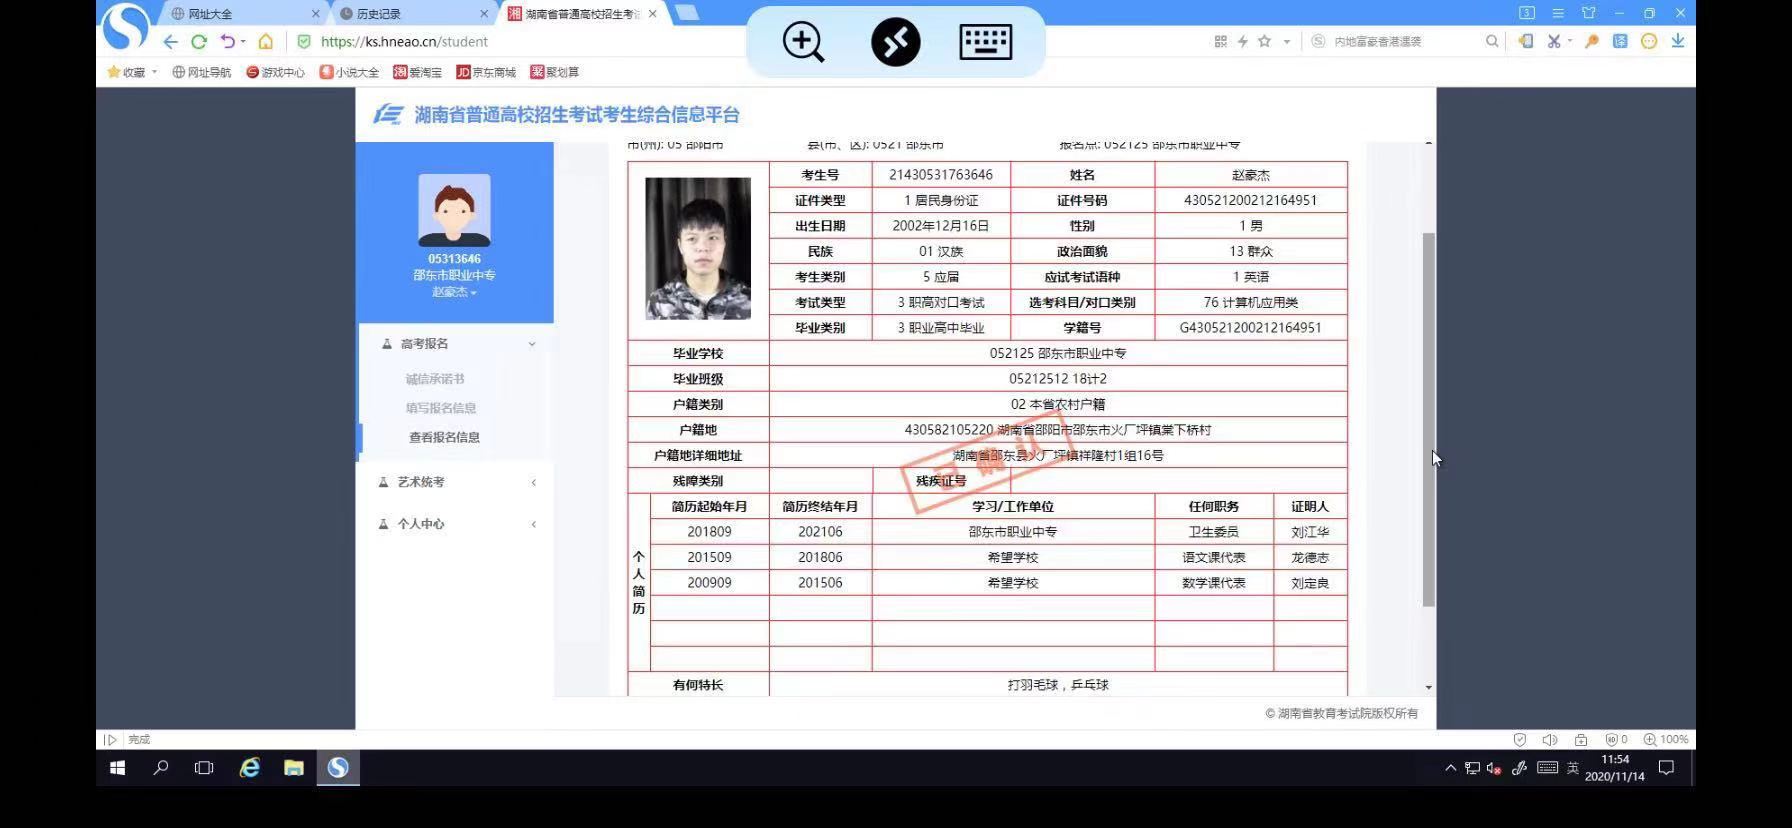 网址大全
历史记录
湖南省普通高校招生考试
https://ks.hneao.cn/student
内地富豪香港遭袭
收藏 网址导航 游戏中心 小说大全 爱淘宝 京东商城 聚划算
湖南省普通高校招生考试考生综合信息平台
05313646
邵东市职业中专
赵豪杰
高考报名
诚信承诺书
填写报名信息
查看报名信息
艺术统考
个人中心
市(州): 05 邵阳市 县(市、区): 0521 邵东市 报名点: 052125 邵东市职业中专
考生号 21430531763646 姓名 赵豪杰
证件类型 1 居民身份证 证件号码 430521200212164951
出生日期 2002年12月16日 性别 1 男
民族 01 汉族 政治面貌 13 群众
考生类别 5 应届 应试考试语种 1 英语
考试类型 3 职高对口考试 选考科目/对口类别 76 计算机应用类
毕业类别 3 职业高中毕业 学籍号 G430521200212164951
毕业学校 052125 邵东市职业中专
毕业班级 05212512 18计2
户籍类别 02 本省农村户籍
户籍地 430582105220 湖南省邵阳市邵东市火厂坪镇棠下桥村
户籍地详细地址 湖南省邵东县火厂坪镇祥隆村1组16号
已确认
残障类别 残疾证号
个人简历
简历起始年月 简历终结年月 学习/工作单位 任何职务 证明人
201809 202106 邵东市职业中专 卫生委员 刘江华
201509 201806 希望学校 语文课代表 龙德志
200909 201506 希望学校 数学课代表 刘定良
有何特长 打羽毛球，乒乓球
© 湖南省教育考试院版权所有
完成
0
100%
英
11:54
2020/11/14